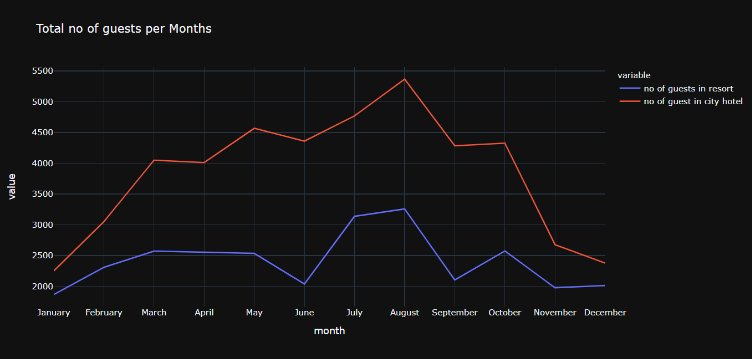 Total no of guests per Months
variable
no of guests in resort
no of guest in city hotel
value
5500
5000
4500
4000
3500
3000
2500
2000
January February March April May June July August September October November December
month